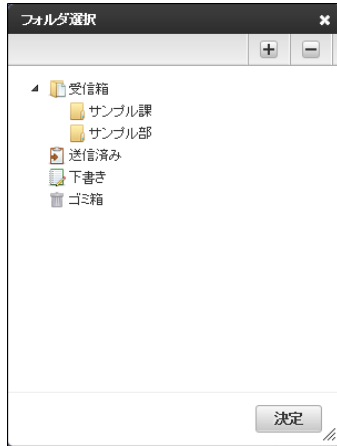 フォルダ選択
受信箱
サンプル課
サンプル部
送信済み
下書き
ゴミ箱
決定